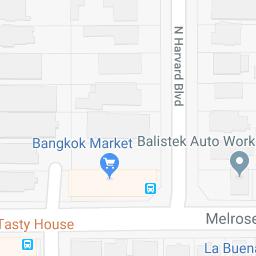 N Harvard Blvd
Bangkok Market
Balistek Auto Work
Melrose
Tasty House
La Buena